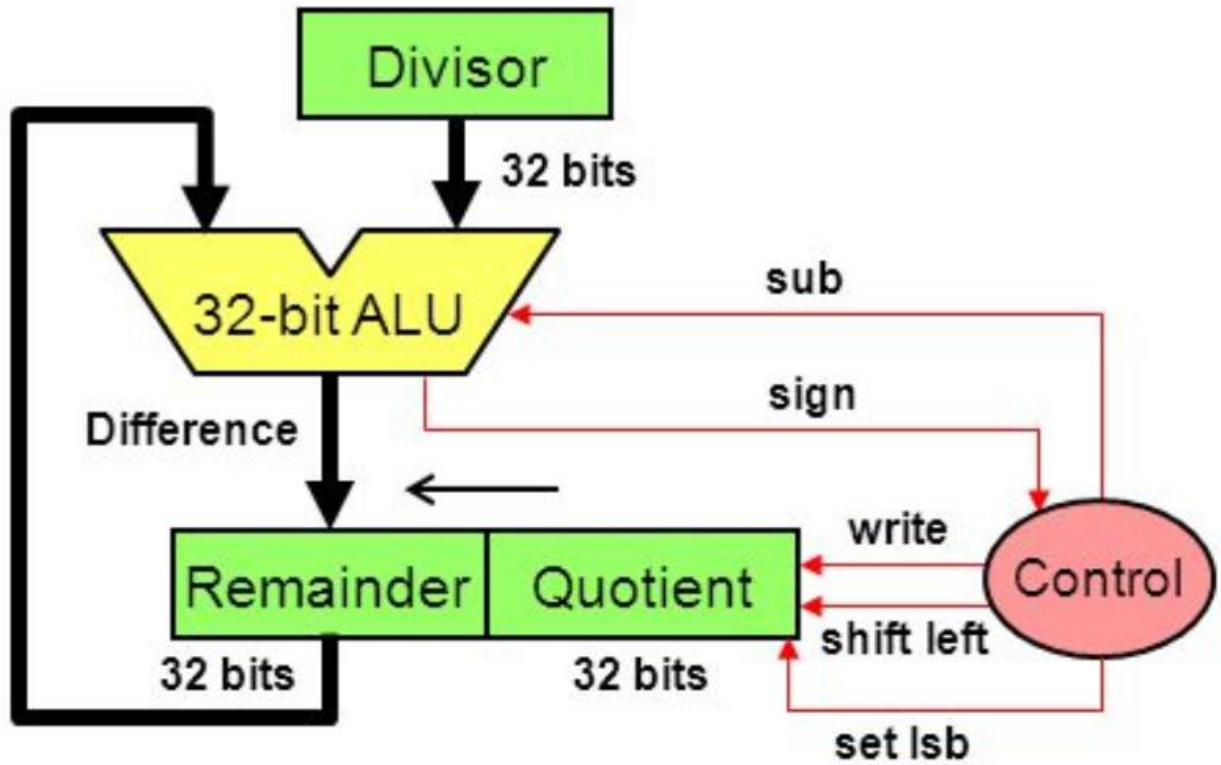 Divisor
32 bits
32-bit ALU
sub
sign
Difference
write
Remainder
Quotient
Control
shift left
32 bits
32 bits
set lsb